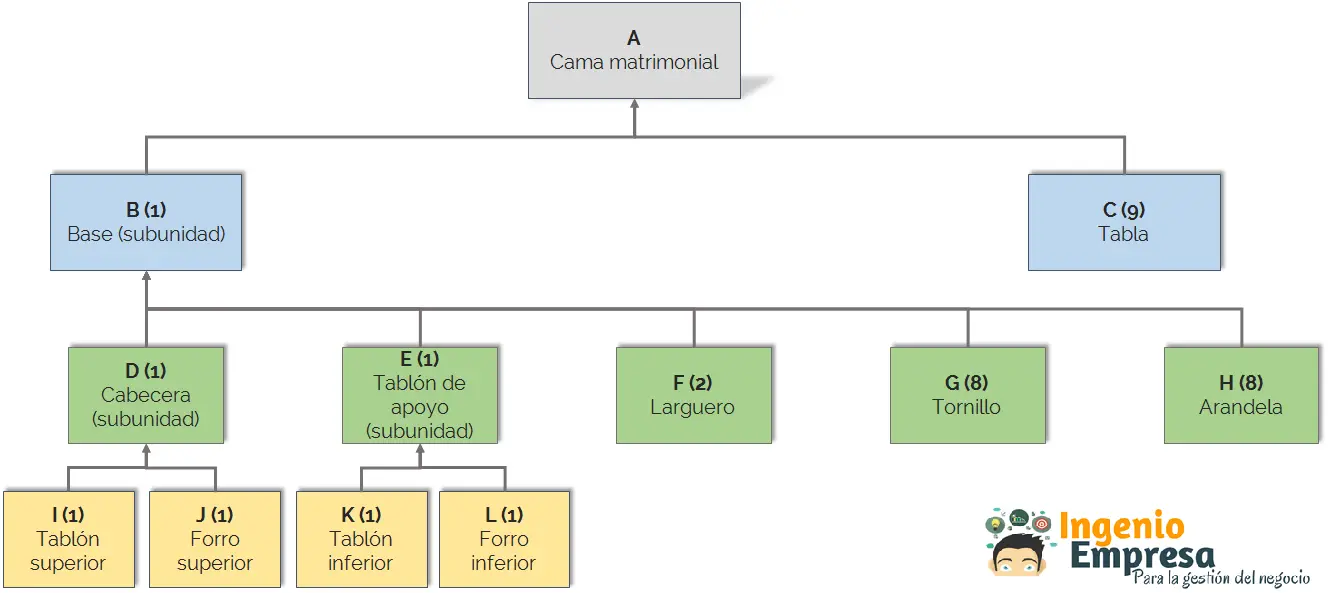 A
Cama matrimonial
B (1)
Base (subunidad)
C (9)
Tabla
D (1)
Cabecera
(subunidad)
E (1)
Tablón de
apoyo
(subunidad)
F (2)
Larguero
G (8)
Tornillo
H (8)
Arandela
I (1)
Tablón
superior
J (1)
Forro
superior
K (1)
Tablón
inferior
L (1)
Forro
inferior
Ingenio
Empresa
Para la gestión del negocio